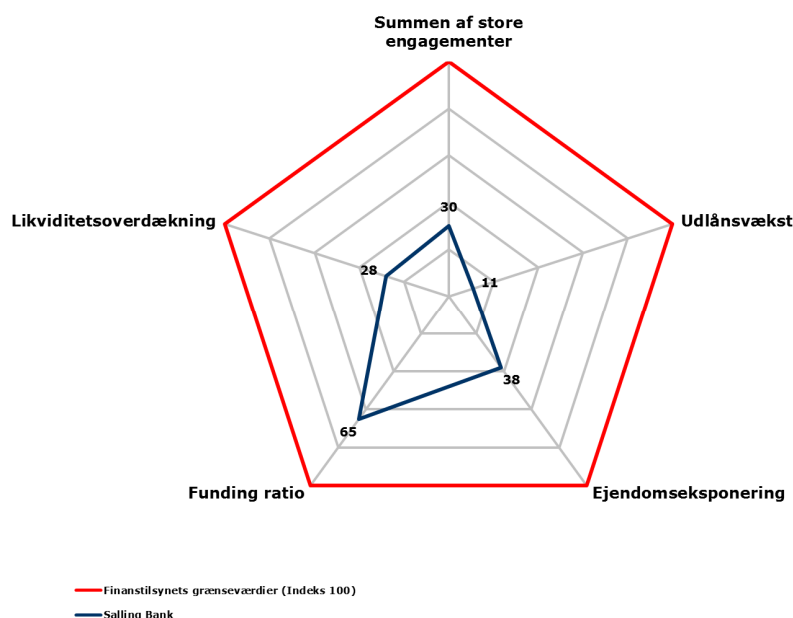 Summen af store
engagementer
30
Likviditetsoverdækning
Udlånsvækst
28
11
38
65
Funding ratio
Ejendomseksponering
Finanstilsynets grænseværdier (Indeks 100)
Salling Bank